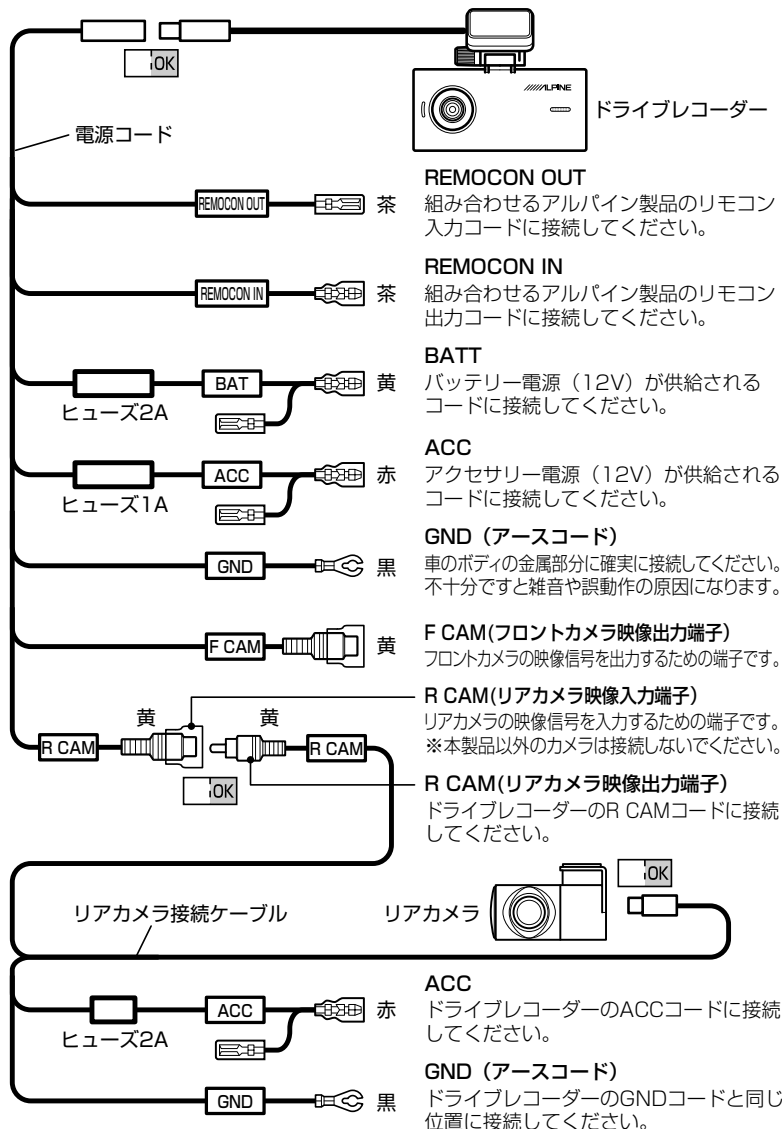 OK
ALPINE
ドライブレコーダー
電源コード
REMOCON OUT
茶
REMOCON OUT
組み合わせるアルパイン製品のリモコン
入力コードに接続してください。
REMOCON IN
茶
REMOCON IN
組み合わせるアルパイン製品のリモコン
出力コードに接続してください。
ヒューズ2A
BAT
黄
BATT
バッテリー電源（12V）が供給される
コードに接続してください。
ヒューズ1A
ACC
赤
ACC
アクセサリー電源（12V）が供給される
コードに接続してください。
GND
黒
GND（アースコード）
車のボディの金属部分に確実に接続してください。
不十分ですと雑音や誤動作の原因になります。
F CAM
黄
F CAM(フロントカメラ映像出力端子）
フロントカメラの映像信号を出力するための端子です。
R CAM
黄
黄
R CAM
OK
R CAM(リアカメラ映像入力端子）
リアカメラの映像信号を入力するための端子です。
※本製品以外のカメラは接続しないでください。
R CAM(リアカメラ映像出力端子）
ドライブレコーダーのR CAMコードに接続
してください。
リアカメラ接続ケーブル
リアカメラ
OK
ヒューズ2A
ACC
赤
ACC
ドライブレコーダーのACCコードに接続
してください。
GND
黒
GND（アースコード）
ドライブレコーダーのGNDコードと同じ
位置に接続してください。